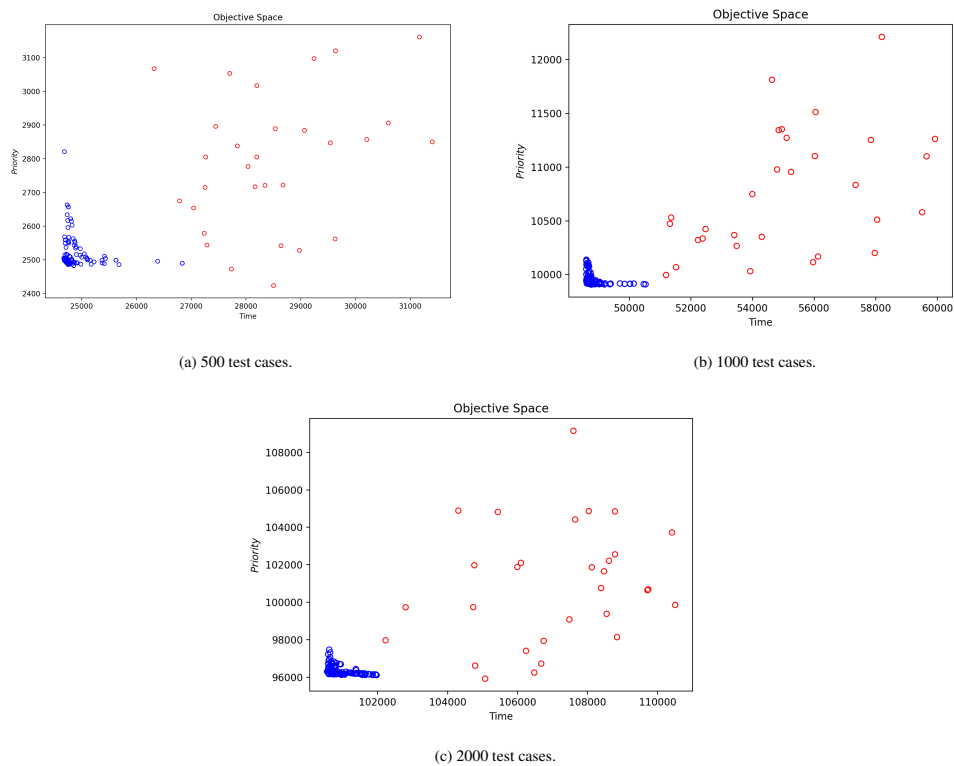 Objective Space
3100
3000
2900
2800
2700
2600
2500
2400
Priority
25000 26000 27000 28000 29000 30000 31000
Time
(a) 500 test cases.
Objective Space
12000
11500
11000
10500
10000
Priority
50000 52000 54000 56000 58000 60000
Time
(b) 1000 test cases.
Objective Space
108000
106000
104000
102000
100000
98000
96000
Priority
102000 104000 106000 108000 110000
Time
(c) 2000 test cases.